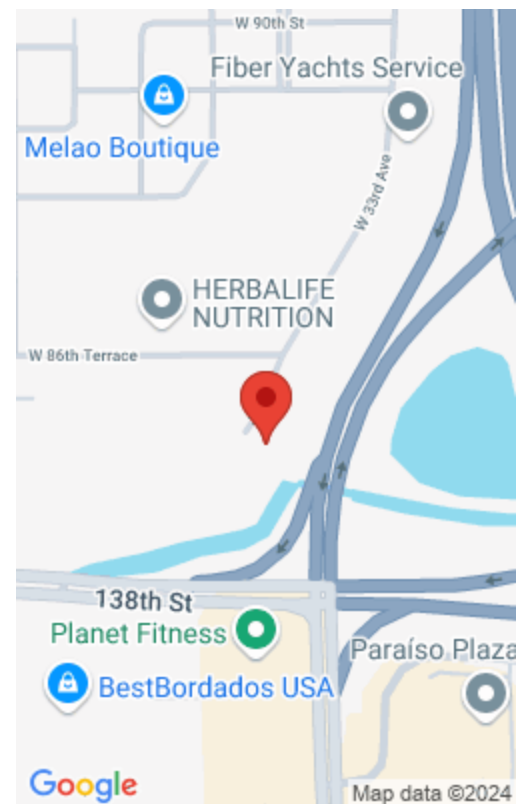 W 90th St
Fiber Yachts Service
Melao Boutique
W 33rd Ave
HERBALIFE
NUTRITION
W 86th Terrace
138th St
Planet Fitness
Paraíso Plaza
BestBordados USA
Google
Map data ©2024